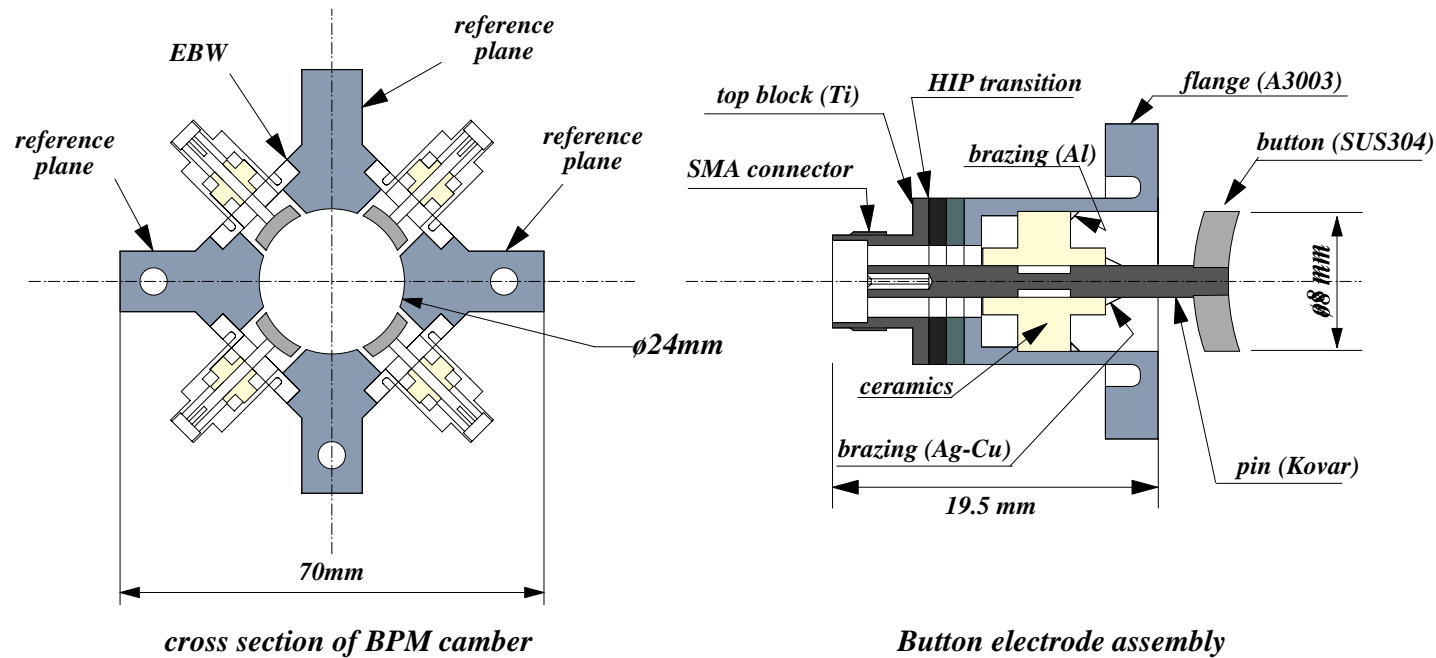 reference
plane
EBW
reference
plane
reference
plane
ø24mm
70mm
cross section of BPM camber
top block (Ti)
HIP transition
flange (A3003)
SMA connector
brazing (Al)
button (SUS304)
ø8 mm
ceramics
brazing (Ag-Cu)
pin (Kovar)
19.5 mm
Button electrode assembly